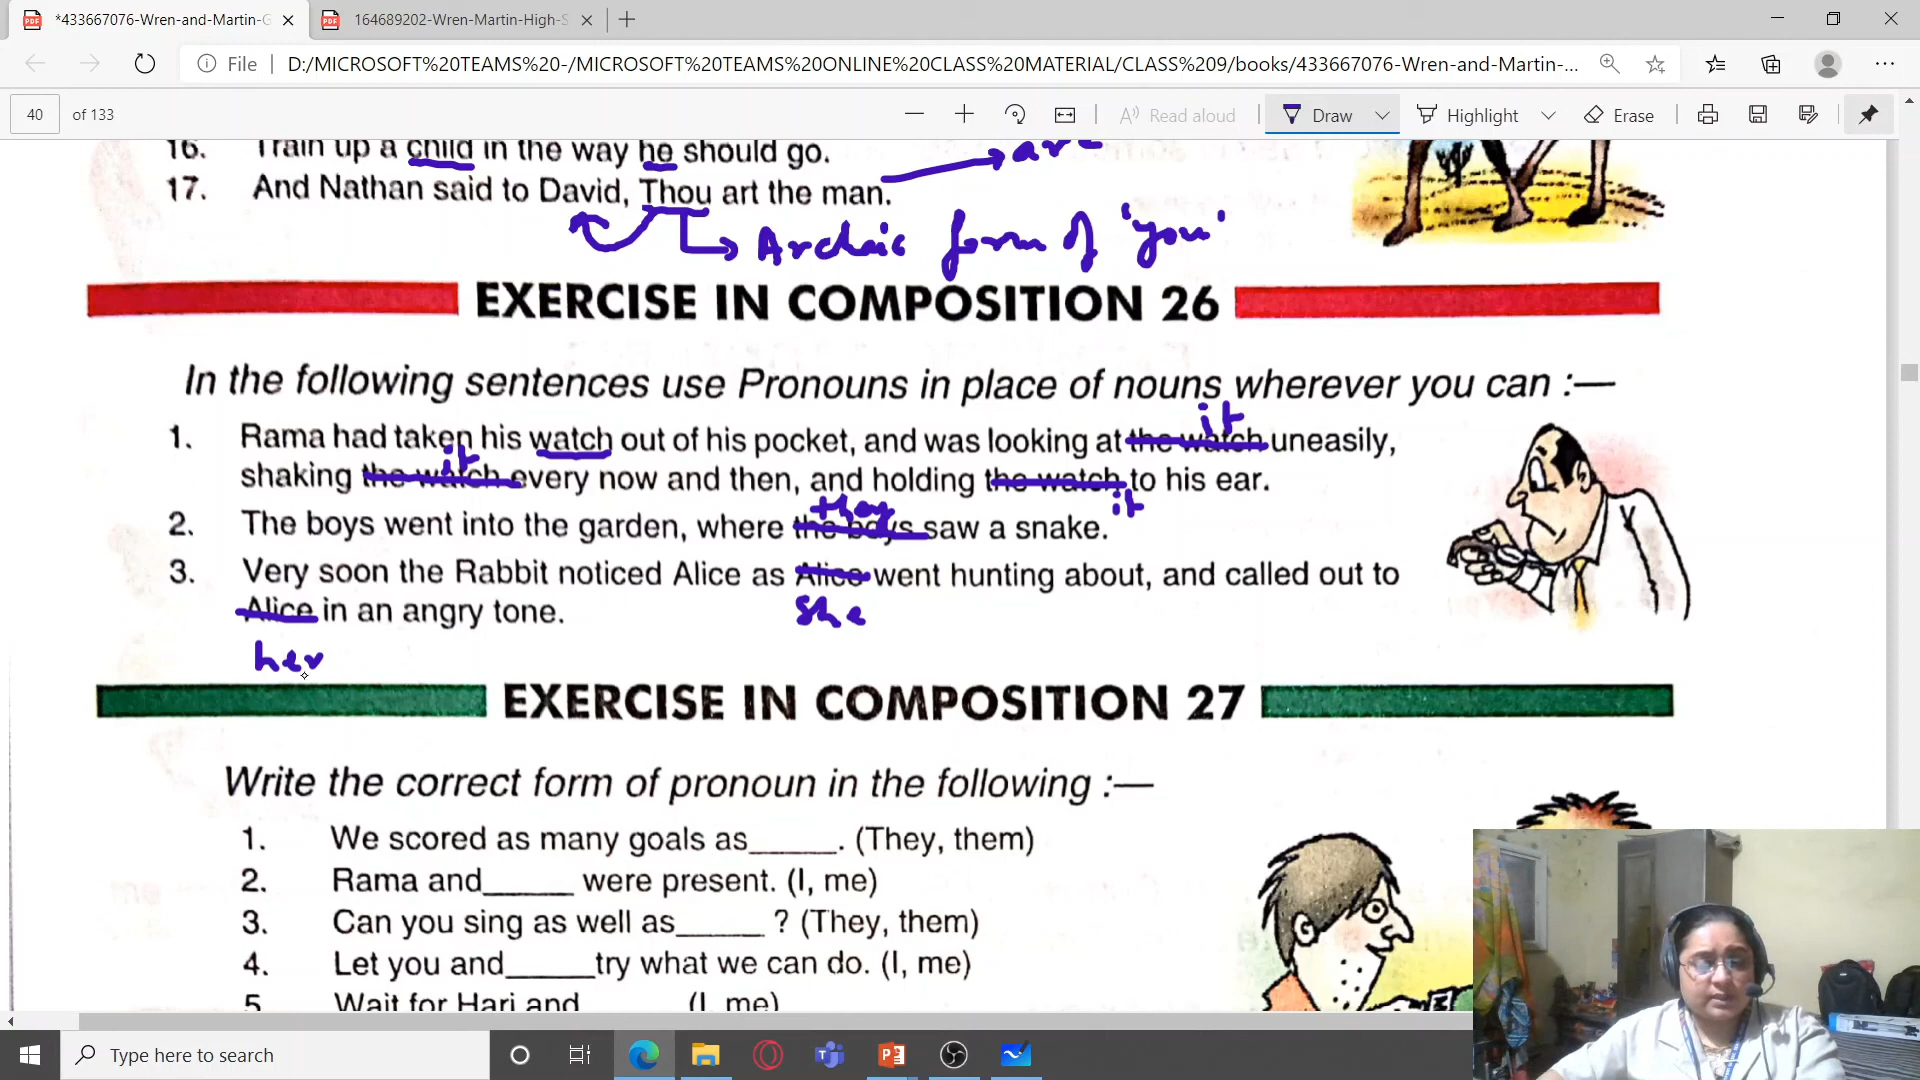 *433667076-Wren-and-Martin-G
164689202-Wren-Martin-High-S
File
D:/MICROSOFT%20TEAMS%20-/MICROSOFT%20TEAMS%20ONLINE%20CLASS%20MATERIAL/CLASS%209/books/433667076-Wren-and-Martin-...
40 of 133
Read aloud
Draw
Highlight
Erase
16. Train up a child in the way he should go.
are
17. And Nathan said to David, Thou art the man.
Archaic form of 'you'
EXERCISE IN COMPOSITION 26
In the following sentences use Pronouns in place of nouns wherever you can :—
it
1. Rama had taken his watch out of his pocket, and was looking at the watch uneasily,
it
shaking the watch every now and then, and holding the watch to his ear.
they it
2. The boys went into the garden, where the boys saw a snake.
3. Very soon the Rabbit noticed Alice as Alice went hunting about, and called out to
she
Alice in an angry tone.
her
EXERCISE IN COMPOSITION 27
Write the correct form of pronoun in the following :—
1. We scored as many goals as______. (They, them)
2. Rama and______ were present. (I, me)
3. Can you sing as well as______ ? (They, them)
4. Let you and______try what we can do. (I, me)
5. Wait for Hari and______ (I, me)
Type here to search